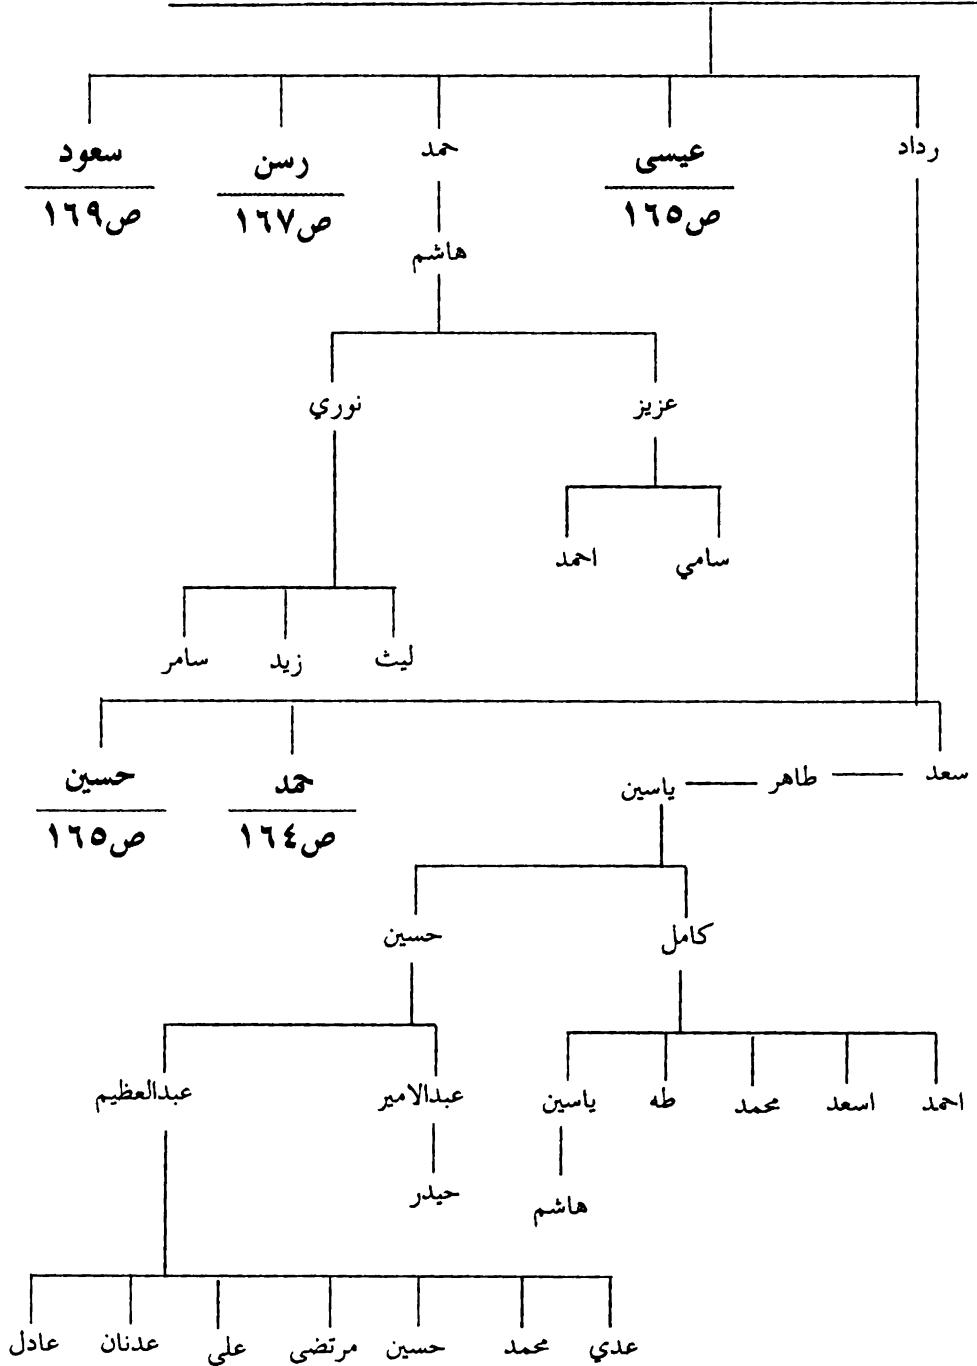 رداد عيسى حمد رسن سعود
ص١٦٥ ص١٦٧ ص١٦٩
هاشم
عزيز نوري
سامي احمد
ليث زيد سامر
سعد طاهر ياسين حمد حسين
ص١٦٤ ص١٦٥
كامل حسين
احمد اسعد محمد طه ياسين عبدالامير عبدالعظيم
هاشم حيدر
عدي محمد حسين مرتضى علي عدنان عادل